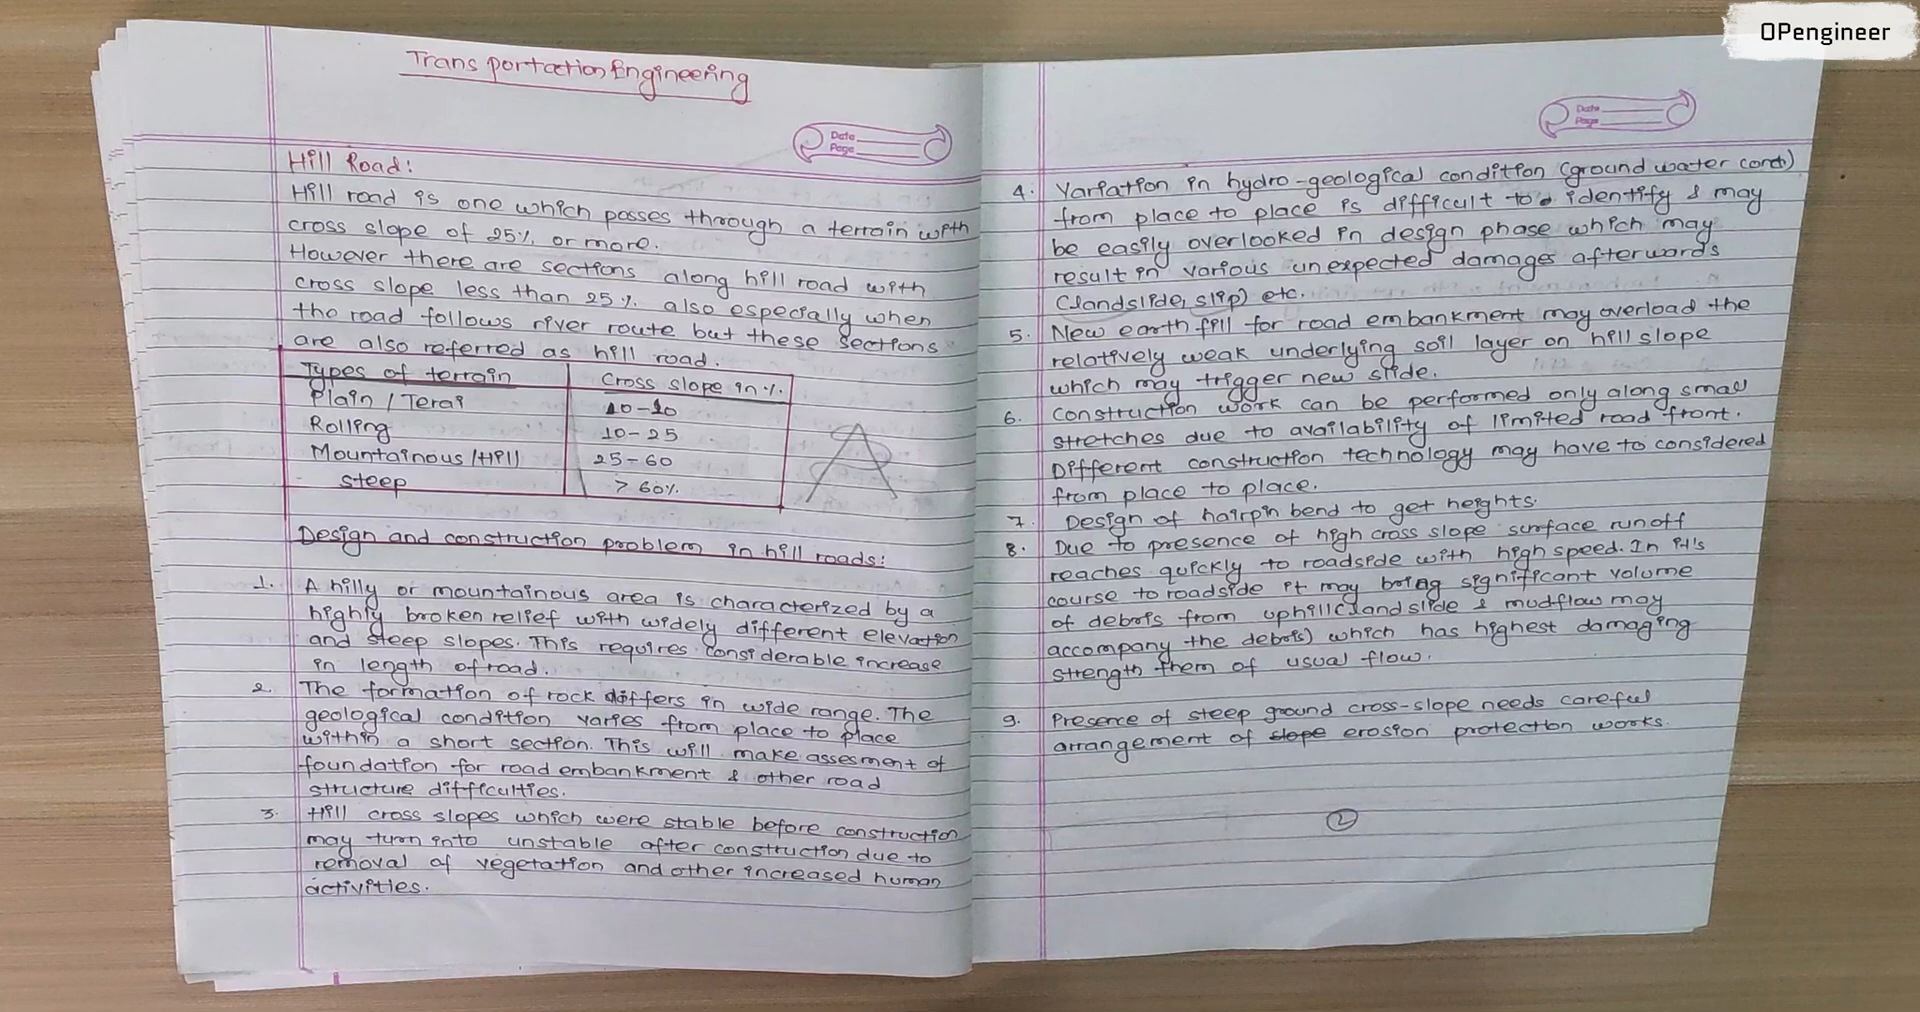 OPengineer
Transportation Engineering
Date
Page
Hill Road:
Hill road is one which passes through a terrain with
cross slope of 25% or more.
However there are sections along hill road with
cross slope less than 25% also especially when
the road follows river route but these sections
are also referred as hill road.
Types of terrain Cross slope in %.
Plain / Terai 10-10
Rolling 10-25
Mountainous / Hill 25-60
Steep > 60%.
Design and construction problem in hill roads:
1. A hilly or mountainous area is characterized by a
highly broken relief with widely different elevation
and steep slopes. This requires considerable increase
in length of road.
2. The formation of rock differs in wide range. The
geological condition varies from place to place
within a short section. This will make assesment of
foundation for road embankment & other road
structure difficulties.
3. Hill cross slopes which were stable before construction
may turn into unstable after construction due to
removal of vegetation and other increased human
activities.
Date
Page
4. Variation in hydro-geological condition (ground water cond)
from place to place is difficult to identify & may
be easily overlooked in design phase which may
result in various unexpected damages afterwards
(landslide, slip) etc.
5. New earth fill for road embankment may overload the
relatively weak underlying soil layer on hill slope
which may trigger new slide.
6. Construction work can be performed only along small
stretches due to availability of limited road front.
Different construction technology may have to considered
from place to place.
7. Design of hairpin bend to get heights.
8. Due to presence of high cross slope surface runoff
reaches quickly to roadside with high speed. In it's
course to roadside it may bring significant volume
of debris from uphill (landslide & mudflow may
accompany the debris) which has highest damaging
strength them of usual flow.
9. Presence of steep ground cross-slope needs careful
arrangement of slope erosion protection works.
2